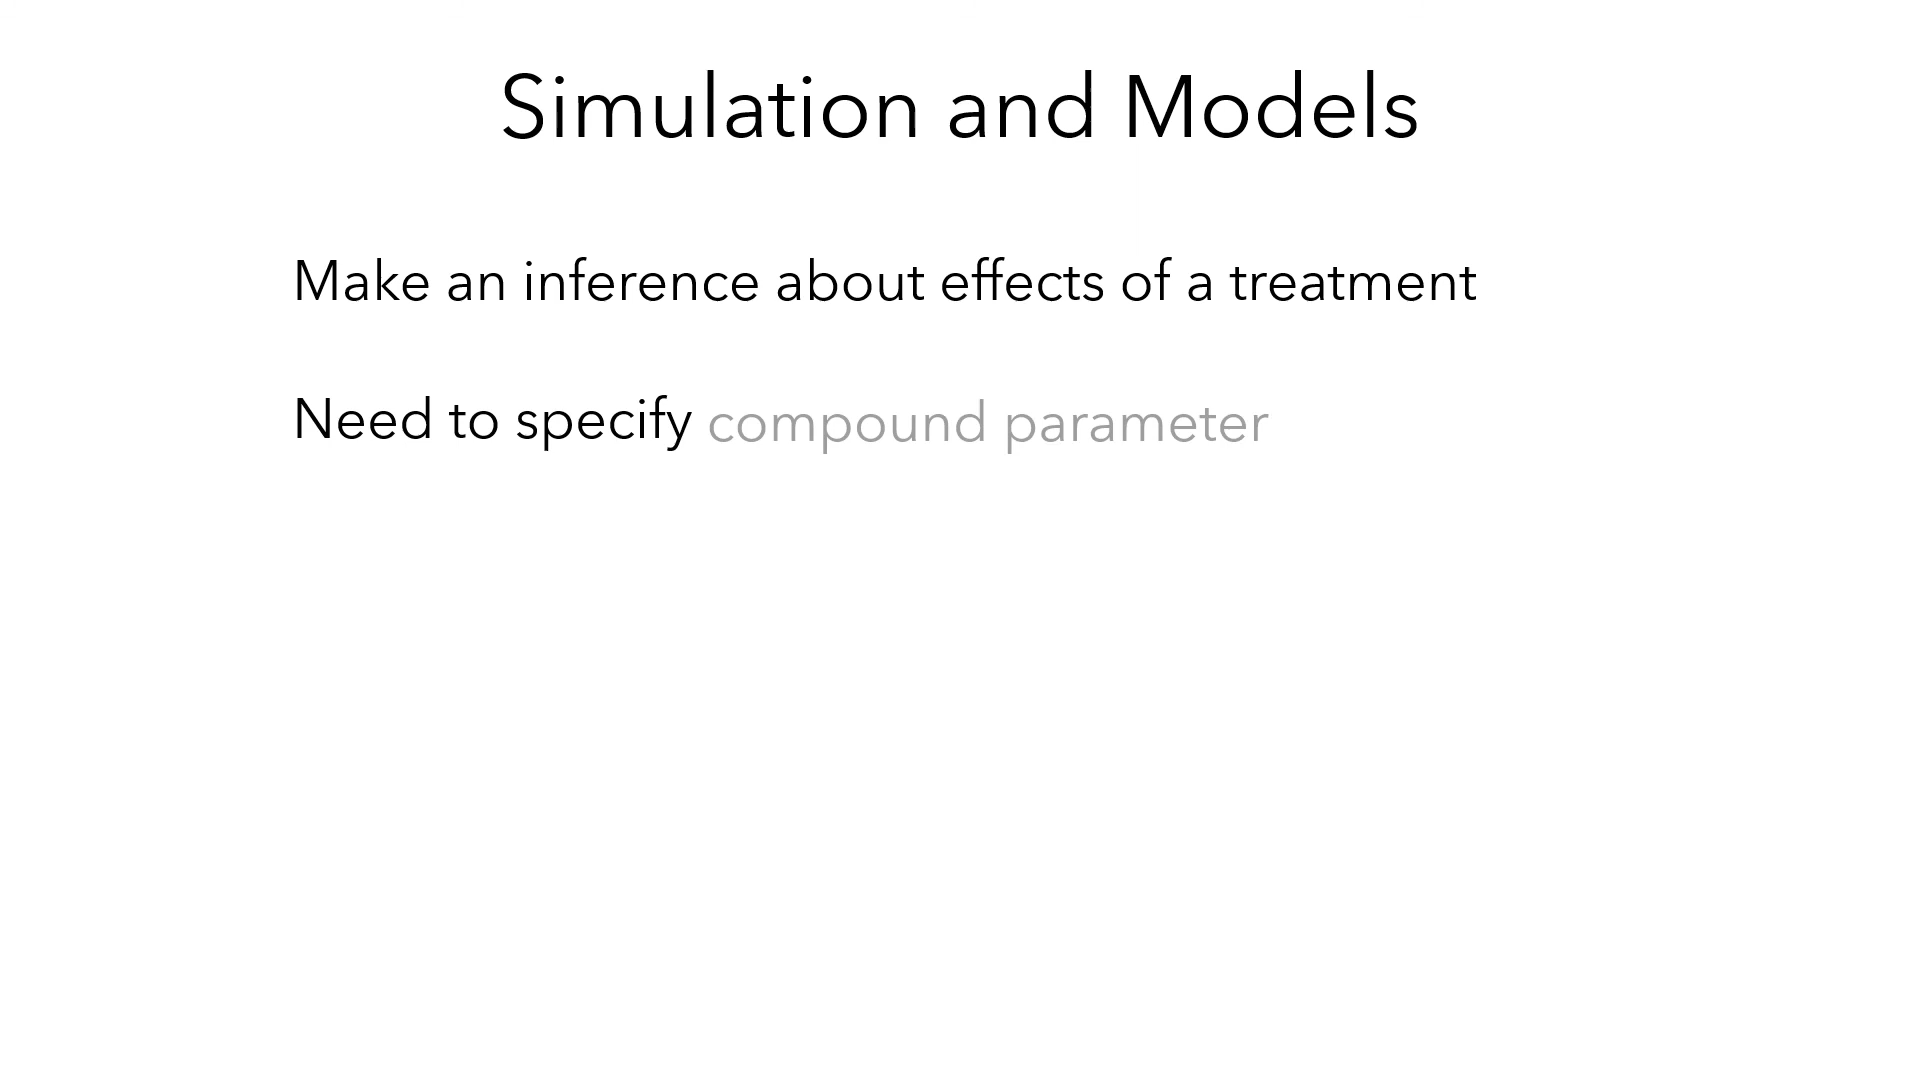 Simulation and Models
Make an inference about effects of a treatment
Need to specify compound parameter